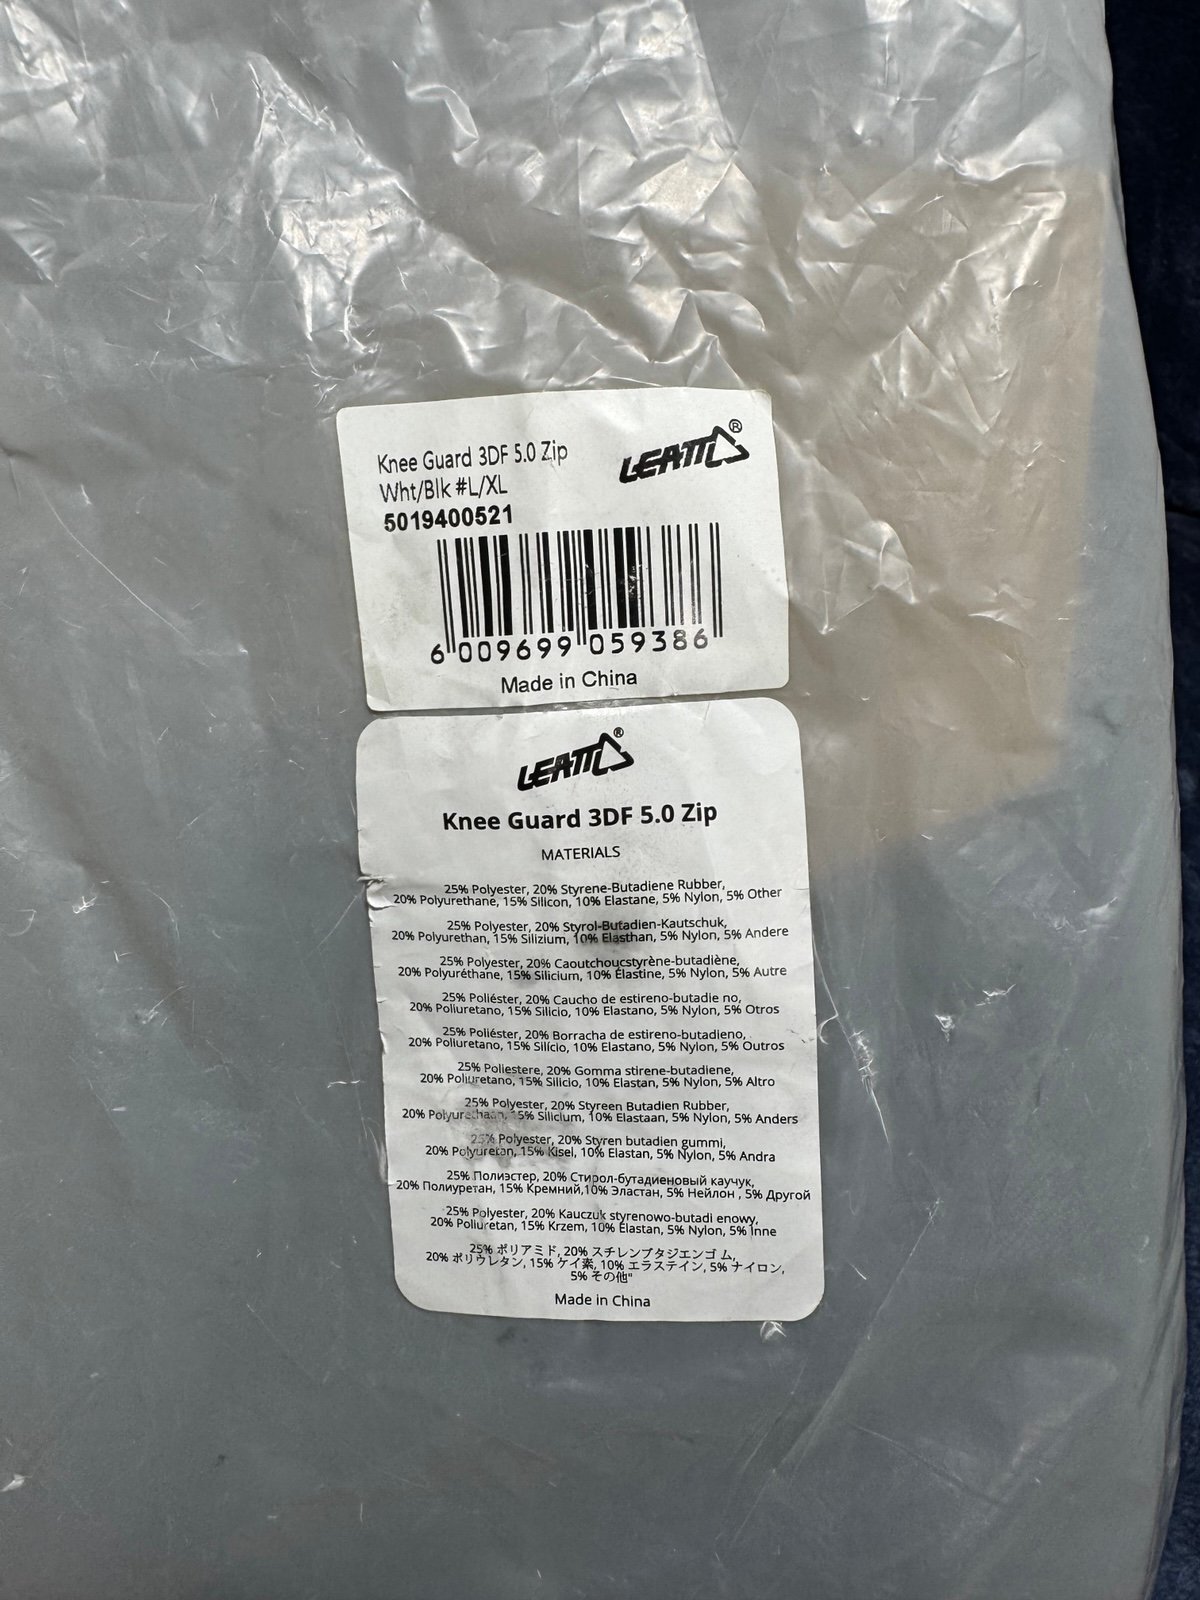 Knee Guard 3DF 5.0 Zip
Wht/Blk #L/XL
5019400521
LEATT®
6 009699 059386
Made in China
LEATT®
Knee Guard 3DF 5.0 Zip
MATERIALS
25% Polyester, 20% Styrene-Butadiene Rubber,
20% Polyurethane, 15% Silicon, 10% Elastane, 5% Nylon, 5% Other
25% Polyester, 20% Styrol-Butadien-Kautschuk,
20% Polyurethan, 15% Silizium, 10% Elasthan, 5% Nylon, 5% Andere
25% Polyester, 20% Caoutchoucstyrène-butadiène,
20% Polyuréthane, 15% Silicium, 10% Élastine, 5% Nylon, 5% Autre
25% Poliéster, 20% Caucho de estireno-butadie no,
20% Poliuretano, 15% Silicio, 10% Elastano, 5% Nylon, 5% Otros
25% Poliéster, 20% Borracha de estireno-butadieno,
20% Poliuretano, 15% Silício, 10% Elastano, 5% Nylon, 5% Outros
25% Poliestere, 20% Gomma stirene-butadiene,
20% Poliuretano, 15% Silicio, 10% Elastan, 5% Nylon, 5% Altro
25% Polyester, 20% Styreen Butadien Rubber,
20% Polyurethaan, 15% Silicium, 10% Elastaan, 5% Nylon, 5% Anders
25% Polyester, 20% Styren butadien gummi,
20% Polyuretan, 15% Kisel, 10% Elastan, 5% Nylon, 5% Andra
25% Полиэстер, 20% Стирол-бутадиеновый каучук,
20% Полиуретан, 15% Кремний,10% Эластан, 5% Нейлон , 5% Другой
25% Polyester, 20% Kauczuk styrenowo-butadi enowy,
20% Poliuretan, 15% Krzem, 10% Elastan, 5% Nylon, 5% Inne
25% ポリアミド, 20% スチレンブタジエンゴ ム,
20% ポリウレタン, 15% ケイ素, 10% エラステイン, 5% ナイロン,
5% その他"
Made in China